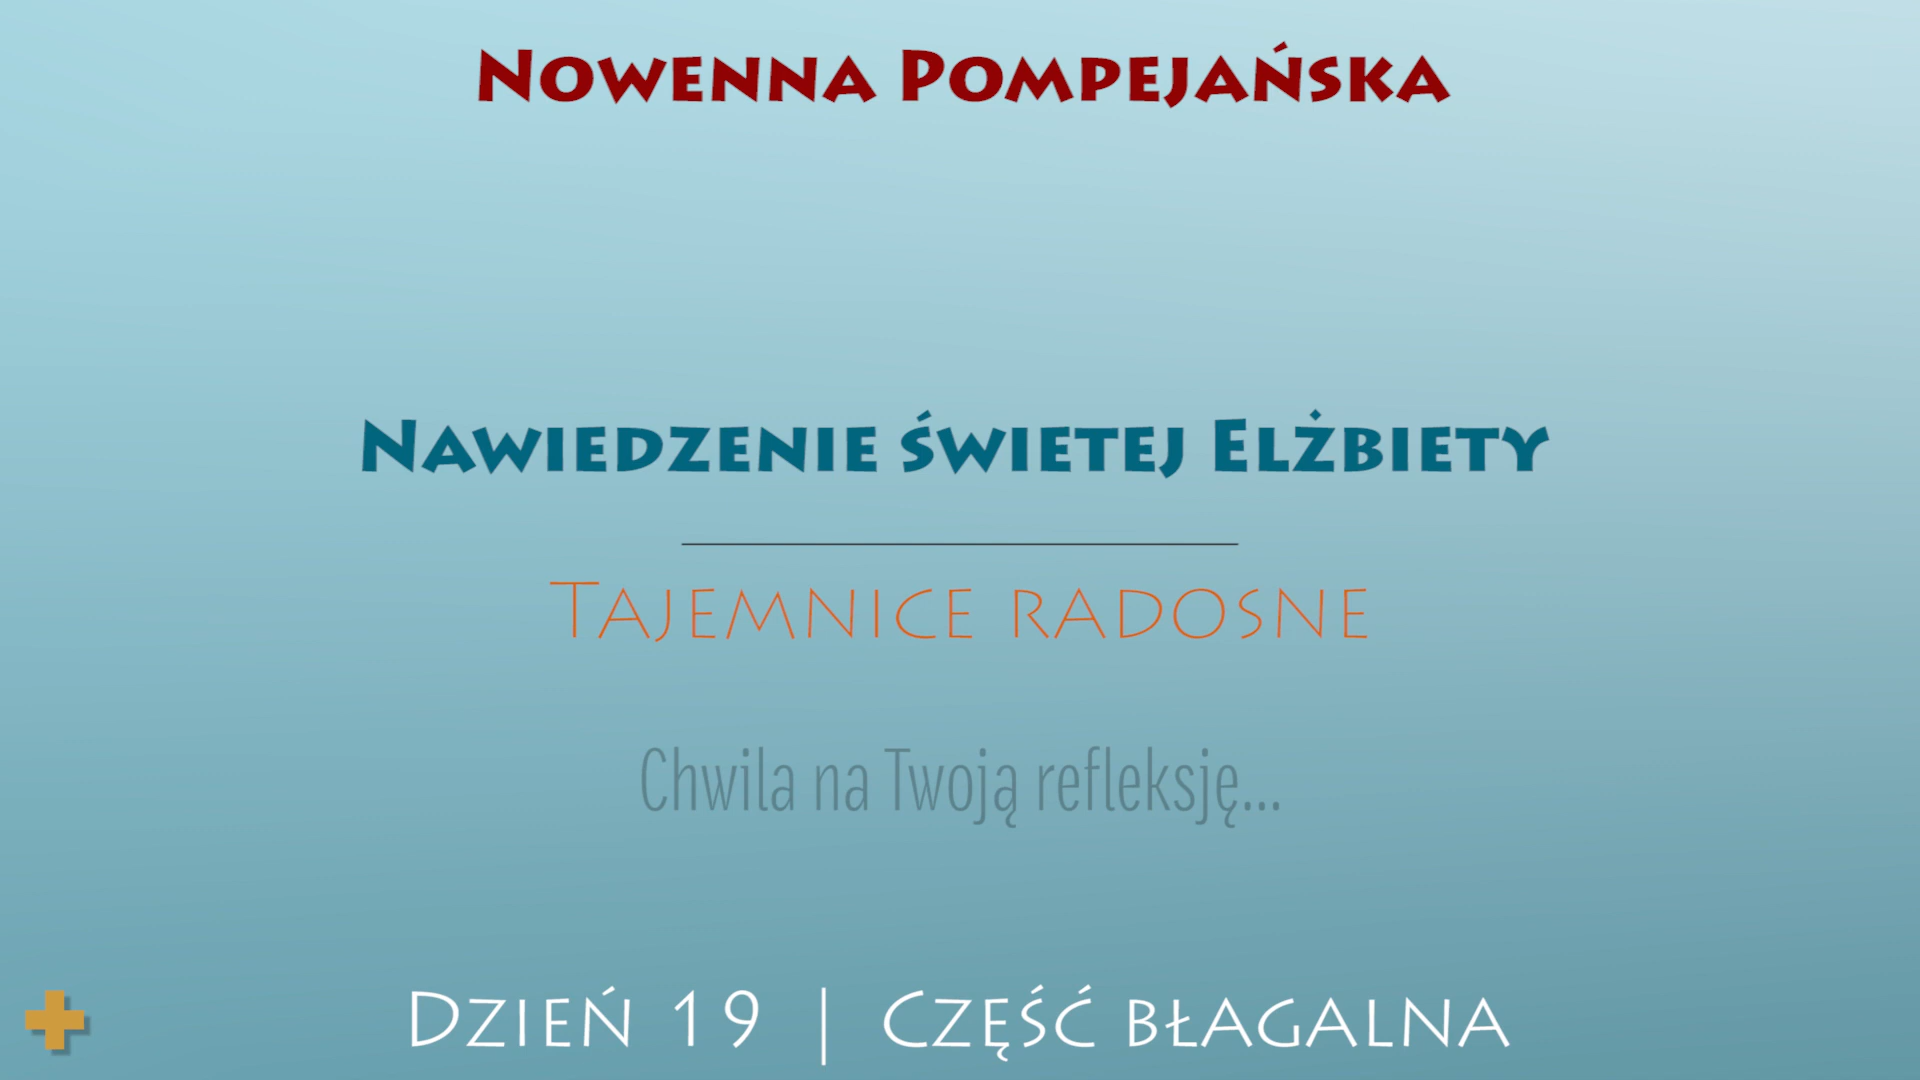 Nowenna Pompejańska
Nawiedzenie świetej Elżbiety
Tajemnice radosne
Chwila na Twoją refleksję...
Dzień 19 | Część błagalna